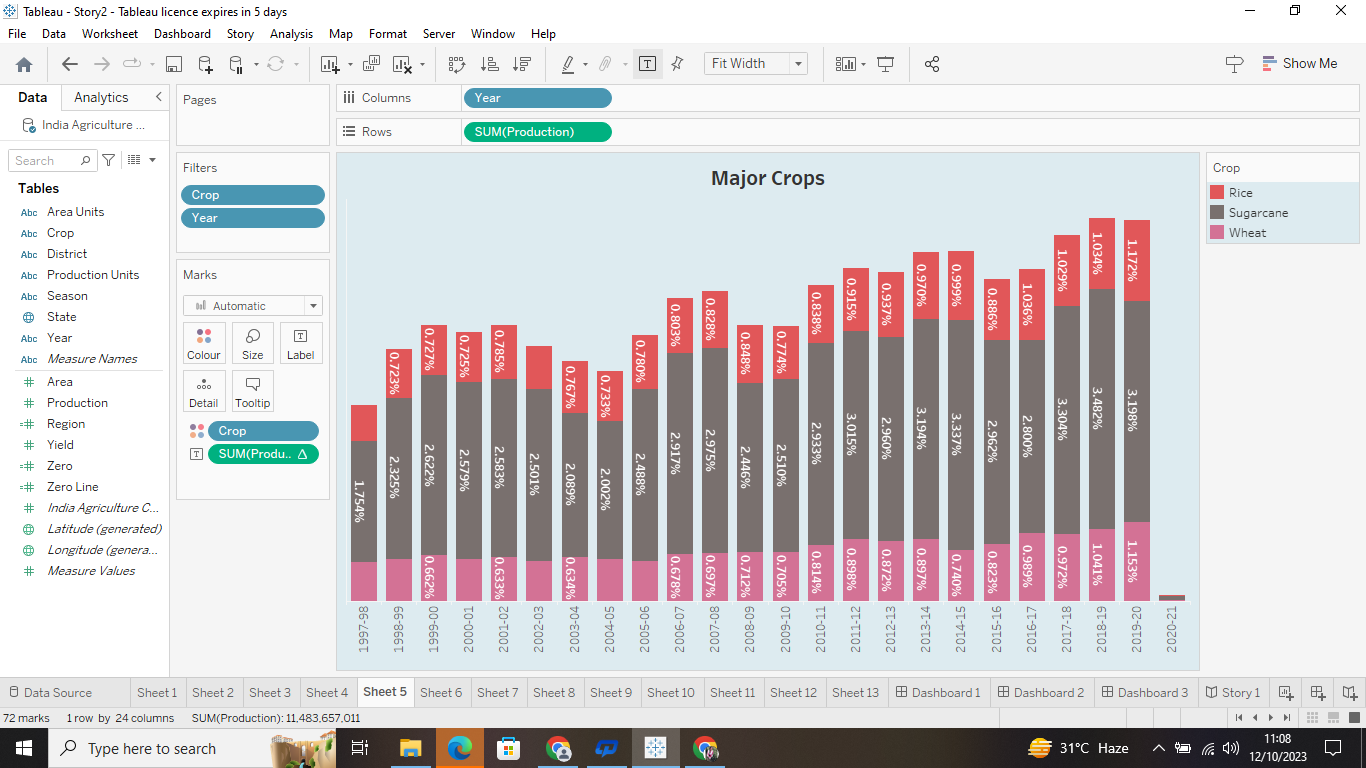 Tableau - Story2 - Tableau licence expires in 5 days
File Data Worksheet Dashboard Story Analysis Map Format Server Window Help
Fit Width
Show Me
Data Analytics
India Agriculture ...
Search
Tables
Abc Area Units
Abc Crop
Abc District
Abc Production Units
Abc Season
State
Abc Year
Abc Measure Names
Area
Production
Region
Yield
Zero
Zero Line
India Agriculture C...
Latitude (generated)
Longitude (genera...
Measure Values
Pages
Filters
Crop
Year
Marks
Automatic
Colour Size Label
Detail Tooltip
Crop
SUM(Produ..
Columns Year
Rows SUM(Production)
Major Crops
1.754%
0.723% 2.325%
0.727% 2.622% 0.662%
0.725% 2.579%
0.785% 2.583% 0.633%
2.501%
0.767% 2.089% 0.634%
0.733% 2.002%
0.780% 2.488%
0.803% 2.917% 0.678%
0.828% 2.975% 0.697%
0.848% 2.446% 0.712%
0.774% 2.510% 0.705%
0.838% 2.933% 0.814%
0.915% 3.015% 0.898%
0.937% 2.960% 0.872%
0.970% 3.194% 0.897%
0.999% 3.337% 0.740%
0.886% 2.962% 0.823%
1.036% 2.800% 0.989%
1.029% 3.304% 0.972%
1.034% 3.482% 1.041%
1.172% 3.198% 1.153%
1997-98 1998-99 1999-00 2000-01 2001-02 2002-03 2003-04 2004-05 2005-06 2006-07 2007-08 2008-09 2009-10 2010-11 2011-12 2012-13 2013-14 2014-15 2015-16 2016-17 2017-18 2018-19 2019-20 2020-21
Crop
Rice
Sugarcane
Wheat
Data Source Sheet 1 Sheet 2 Sheet 3 Sheet 4 Sheet 5 Sheet 6 Sheet 7 Sheet 8 Sheet 9 Sheet 10 Sheet 11 Sheet 12 Sheet 13 Dashboard 1 Dashboard 2 Dashboard 3 Story 1
72 marks 1 row by 24 columns SUM(Production): 11,483,657.011
Type here to search
31°C Haze
11:08
12/10/2023